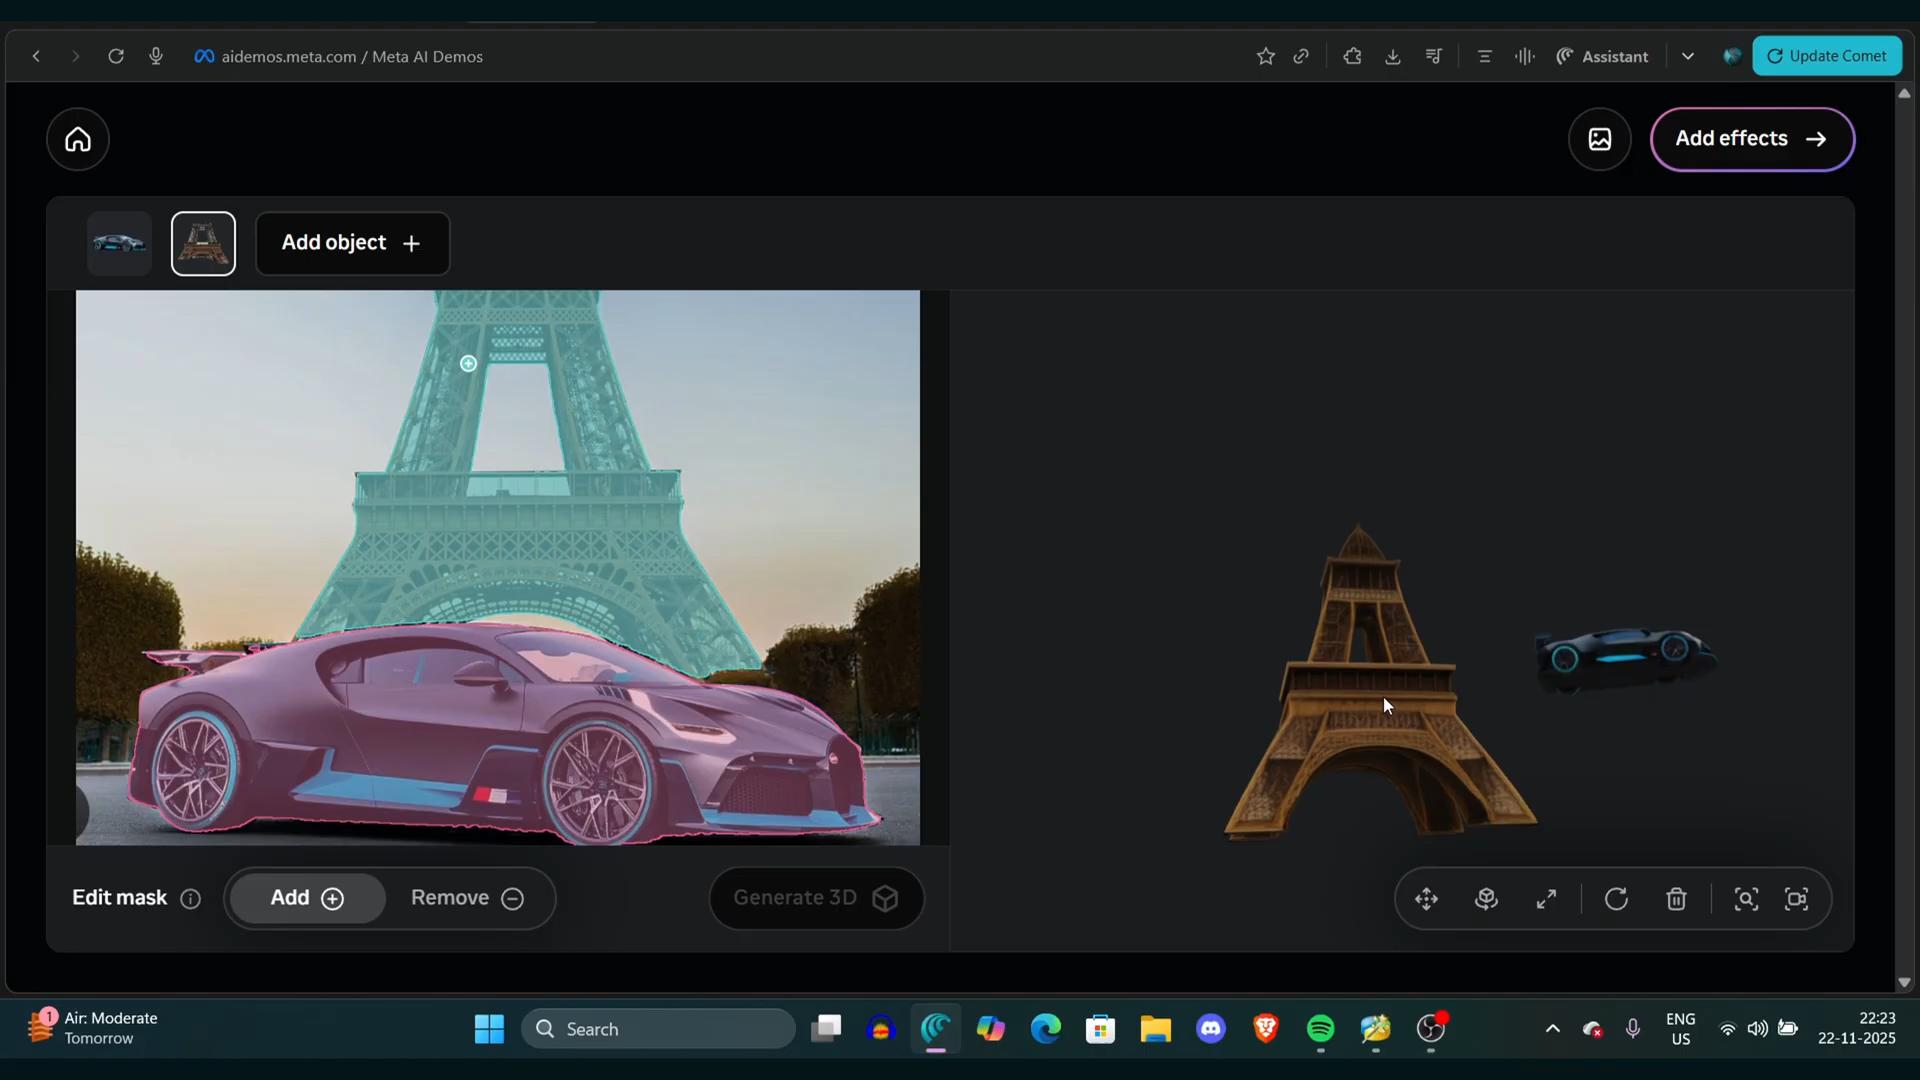 aidemos.meta.com / Meta AI Demos
Assistant
Update Comet
Add effects
Add object
Edit mask
Add
Remove
Generate 3D
1
Air: Moderate
Tomorrow
Search
ENG
US
22:23
22-11-2025